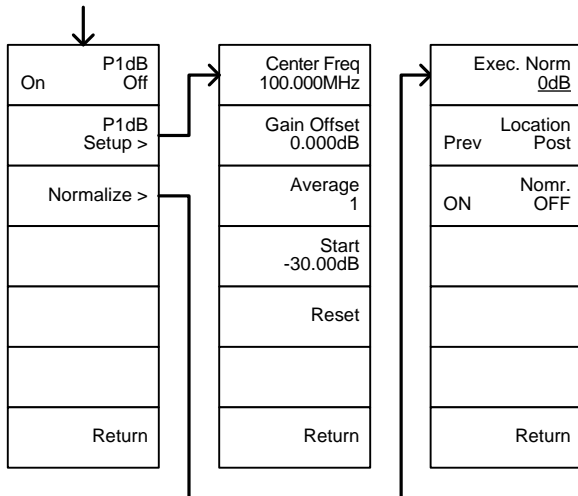 P1dB
On Off
P1dB
Setup >
Normalize >
Return
Center Freq
100.000MHz
Gain Offset
0.000dB
Average
1
Start
-30.00dB
Reset
Return
Exec. Norm
0dB
Location
Prev Post
Nomr.
ON OFF
Return